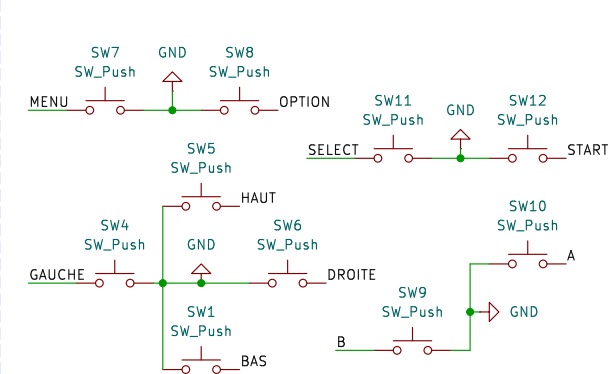 SW7
SW_Push
GND
SW8
SW_Push
MENU
OPTION
SW11
SW_Push
GND
SW12
SW_Push
SELECT
START
SW5
SW_Push
HAUT
SW4
SW_Push
GND
SW6
SW_Push
GAUCHE
DROITE
SW1
SW_Push
BAS
SW10
SW_Push
A
SW9
SW_Push
GND
B